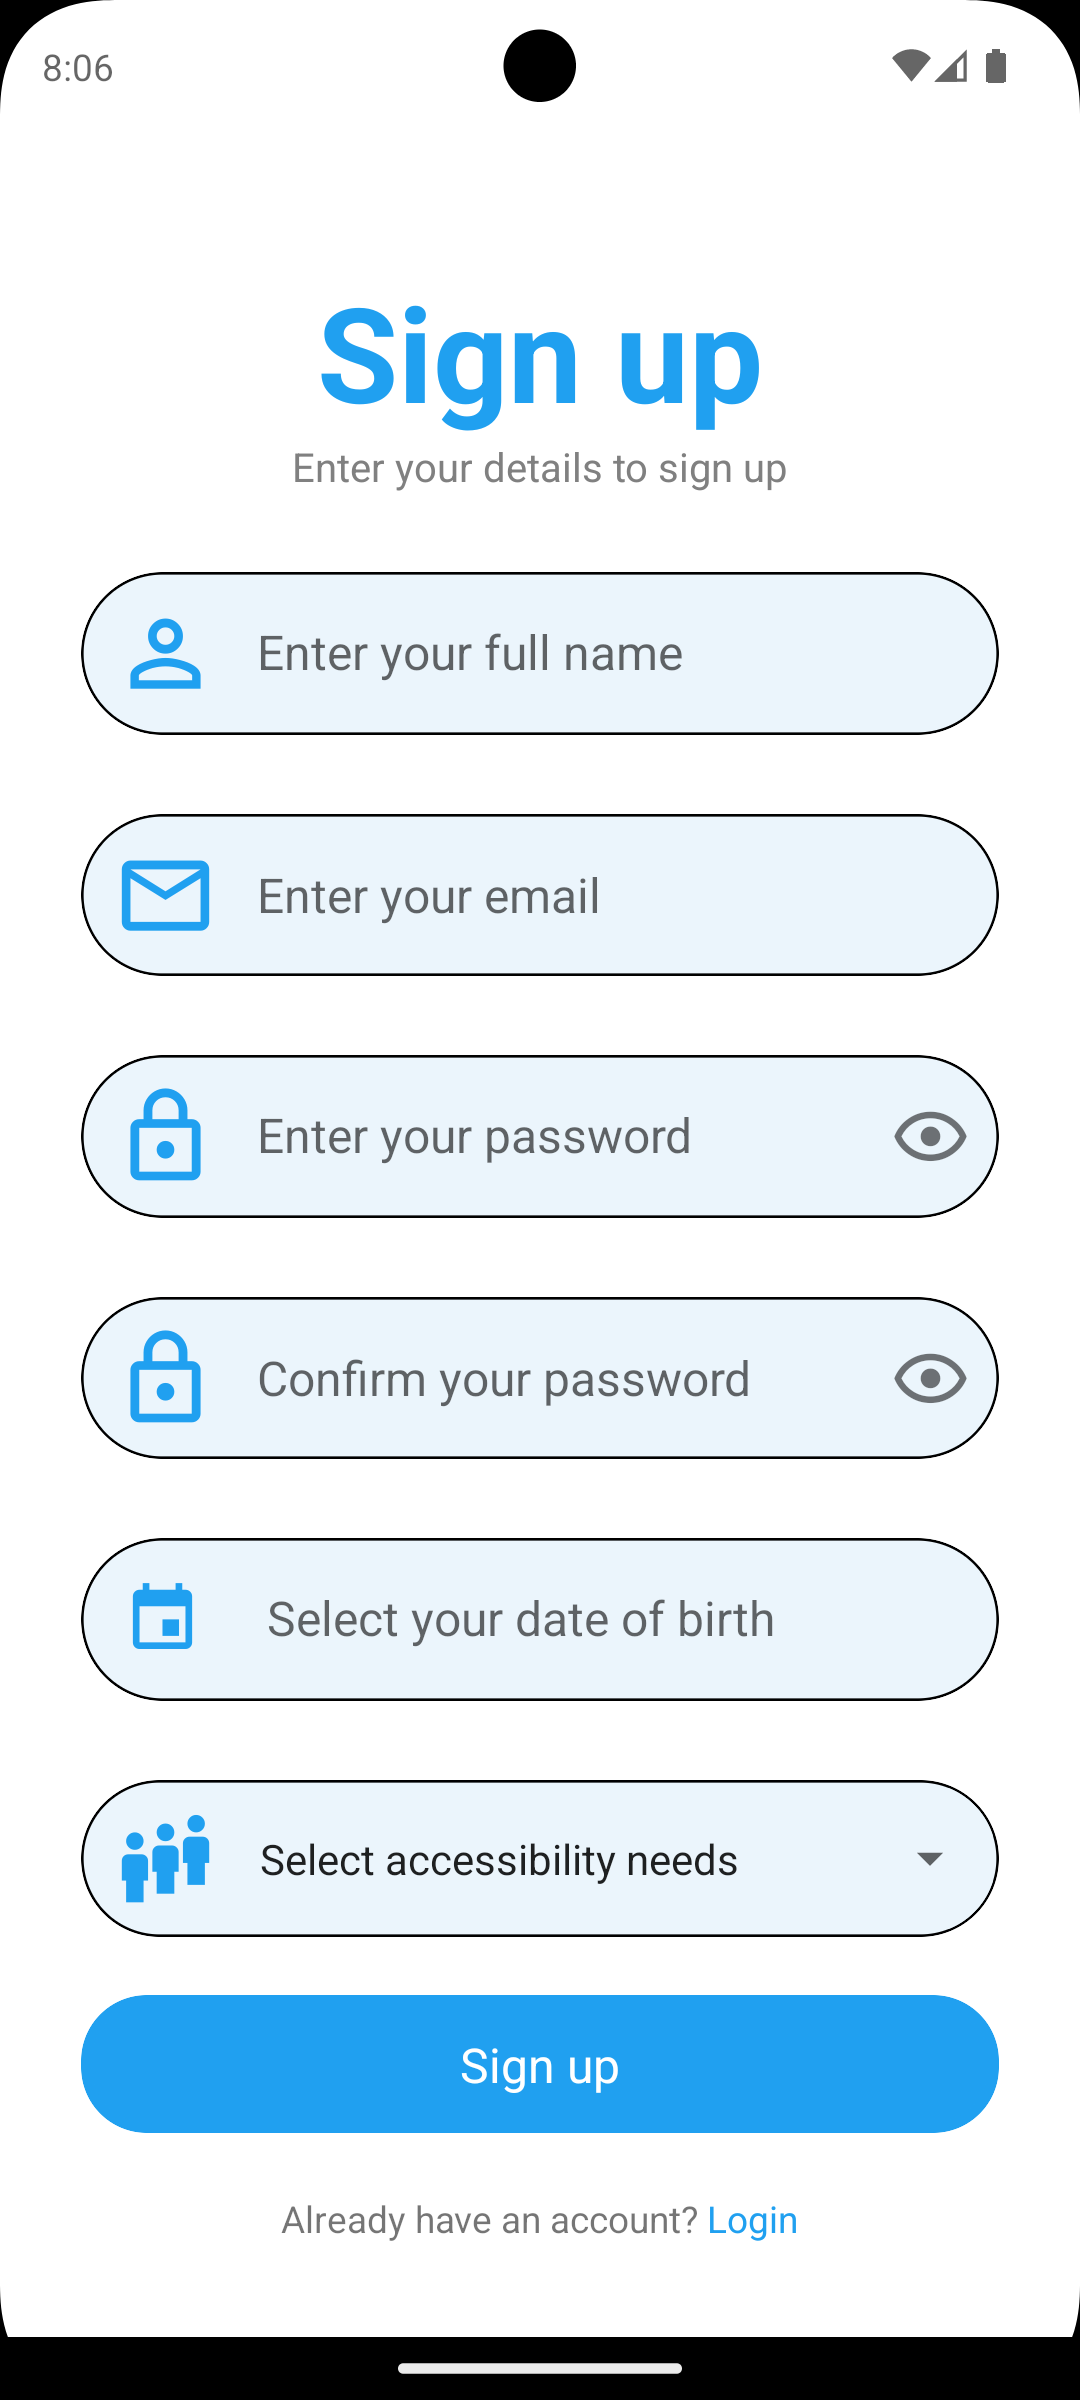 8:06
Sign up
Enter your details to sign up
Enter your full name
Enter your email
Enter your password
Confirm your password
Select your date of birth
Select accessibility needs
Sign up
Already have an account? Login